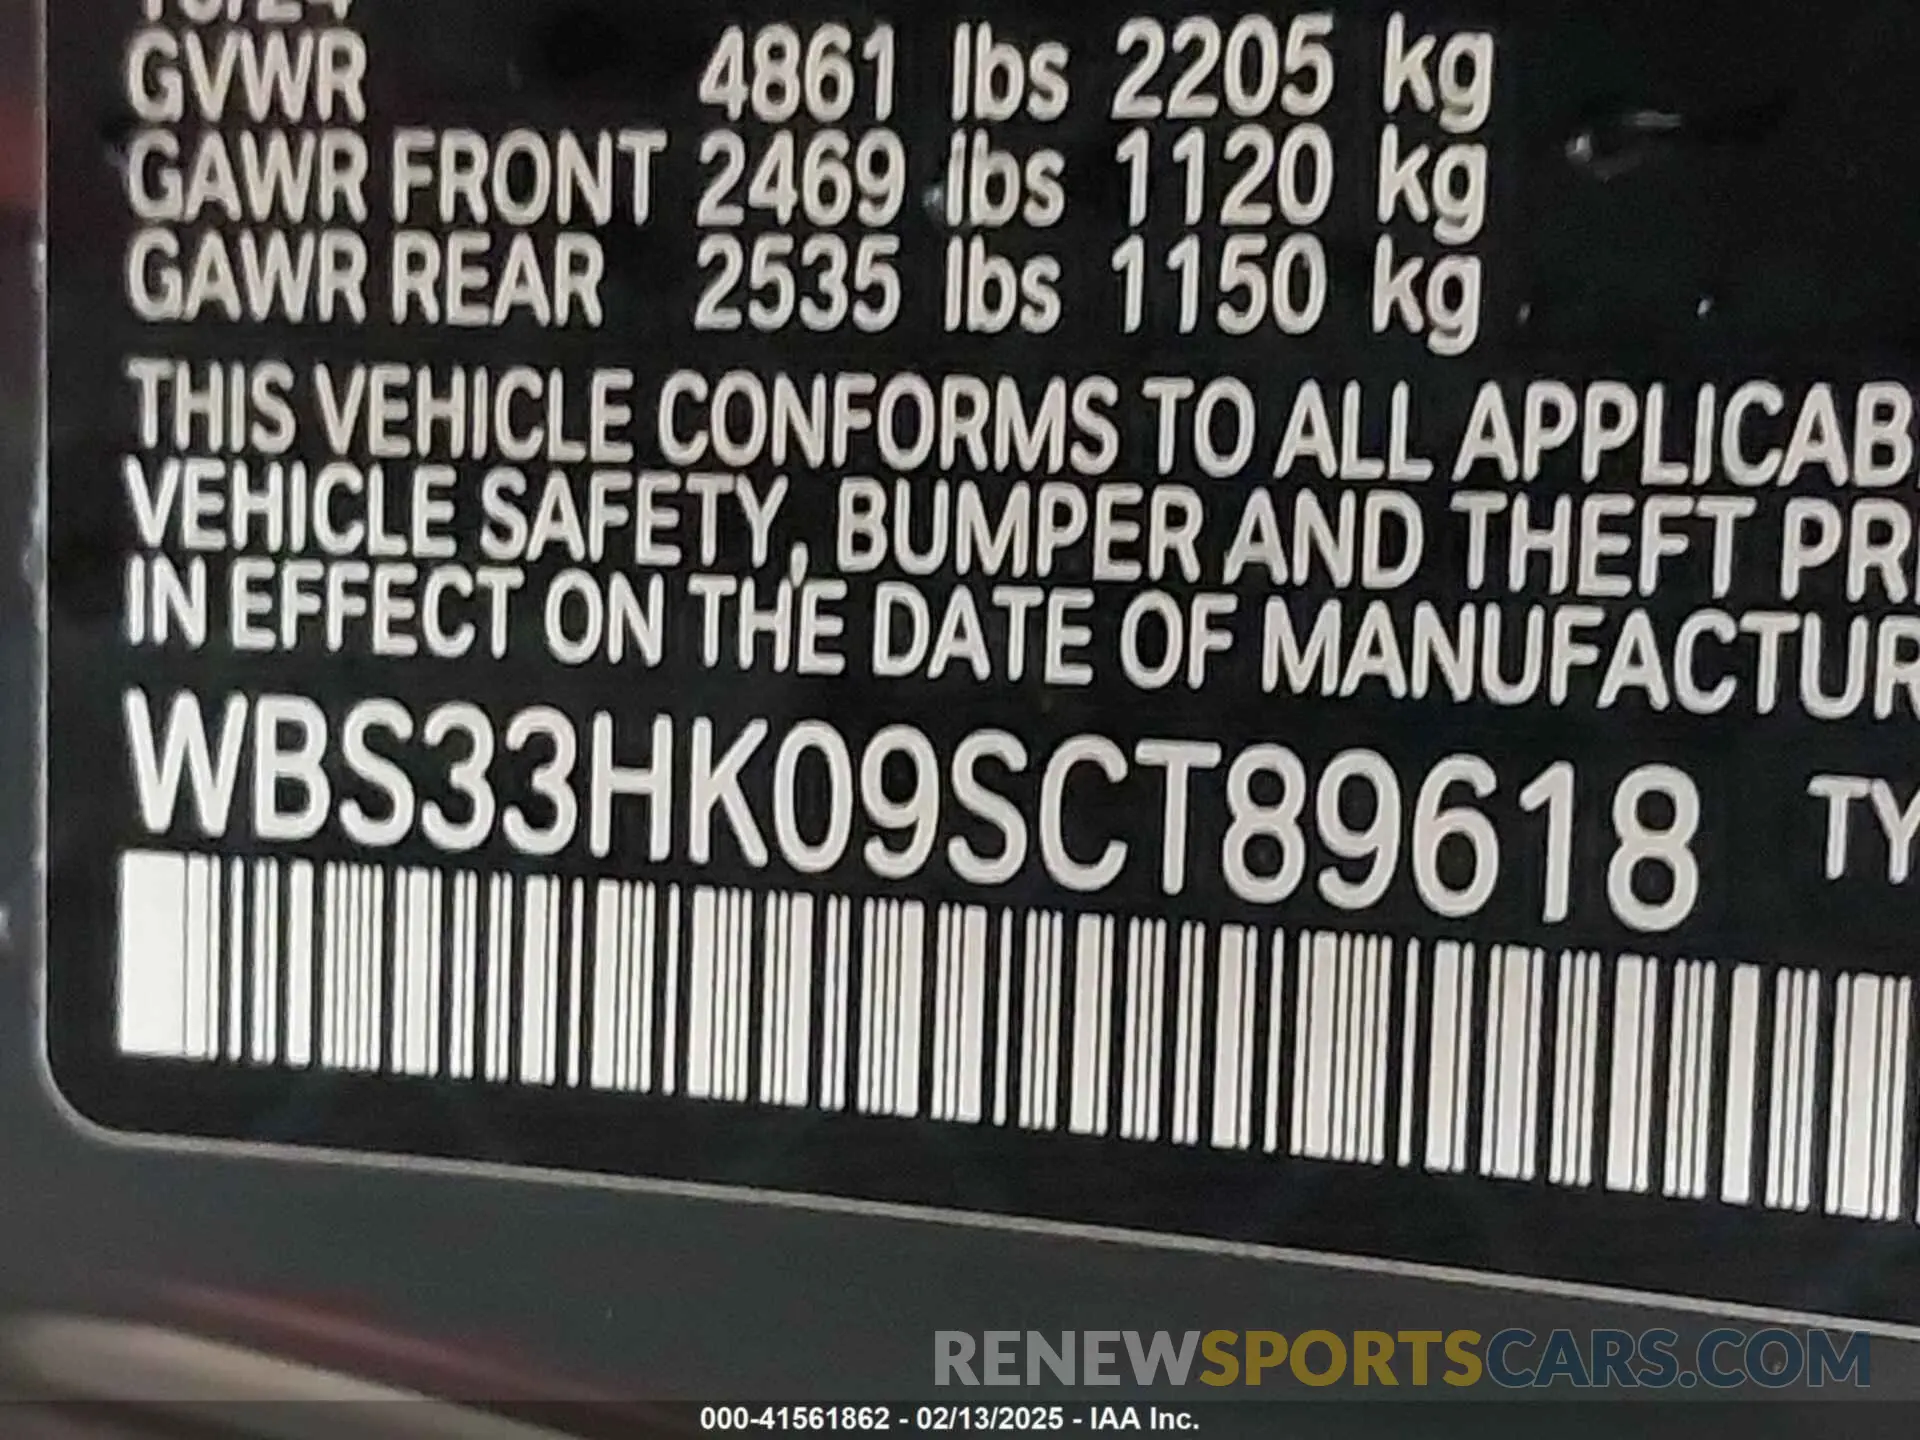 10/24
GVWR 4861 lbs 2205 kg
GAWR FRONT 2469 lbs 1120 kg
GAWR REAR 2535 lbs 1150 kg
THIS VEHICLE CONFORMS TO ALL APPLICAB
VEHICLE SAFETY, BUMPER AND THEFT PR
IN EFFECT ON THE DATE OF MANUFACTUR
WBS33HK09SCT89618 TY
RENEWSPORTSCARS.COM
000-41561862 - 02/13/2025 - IAA Inc.